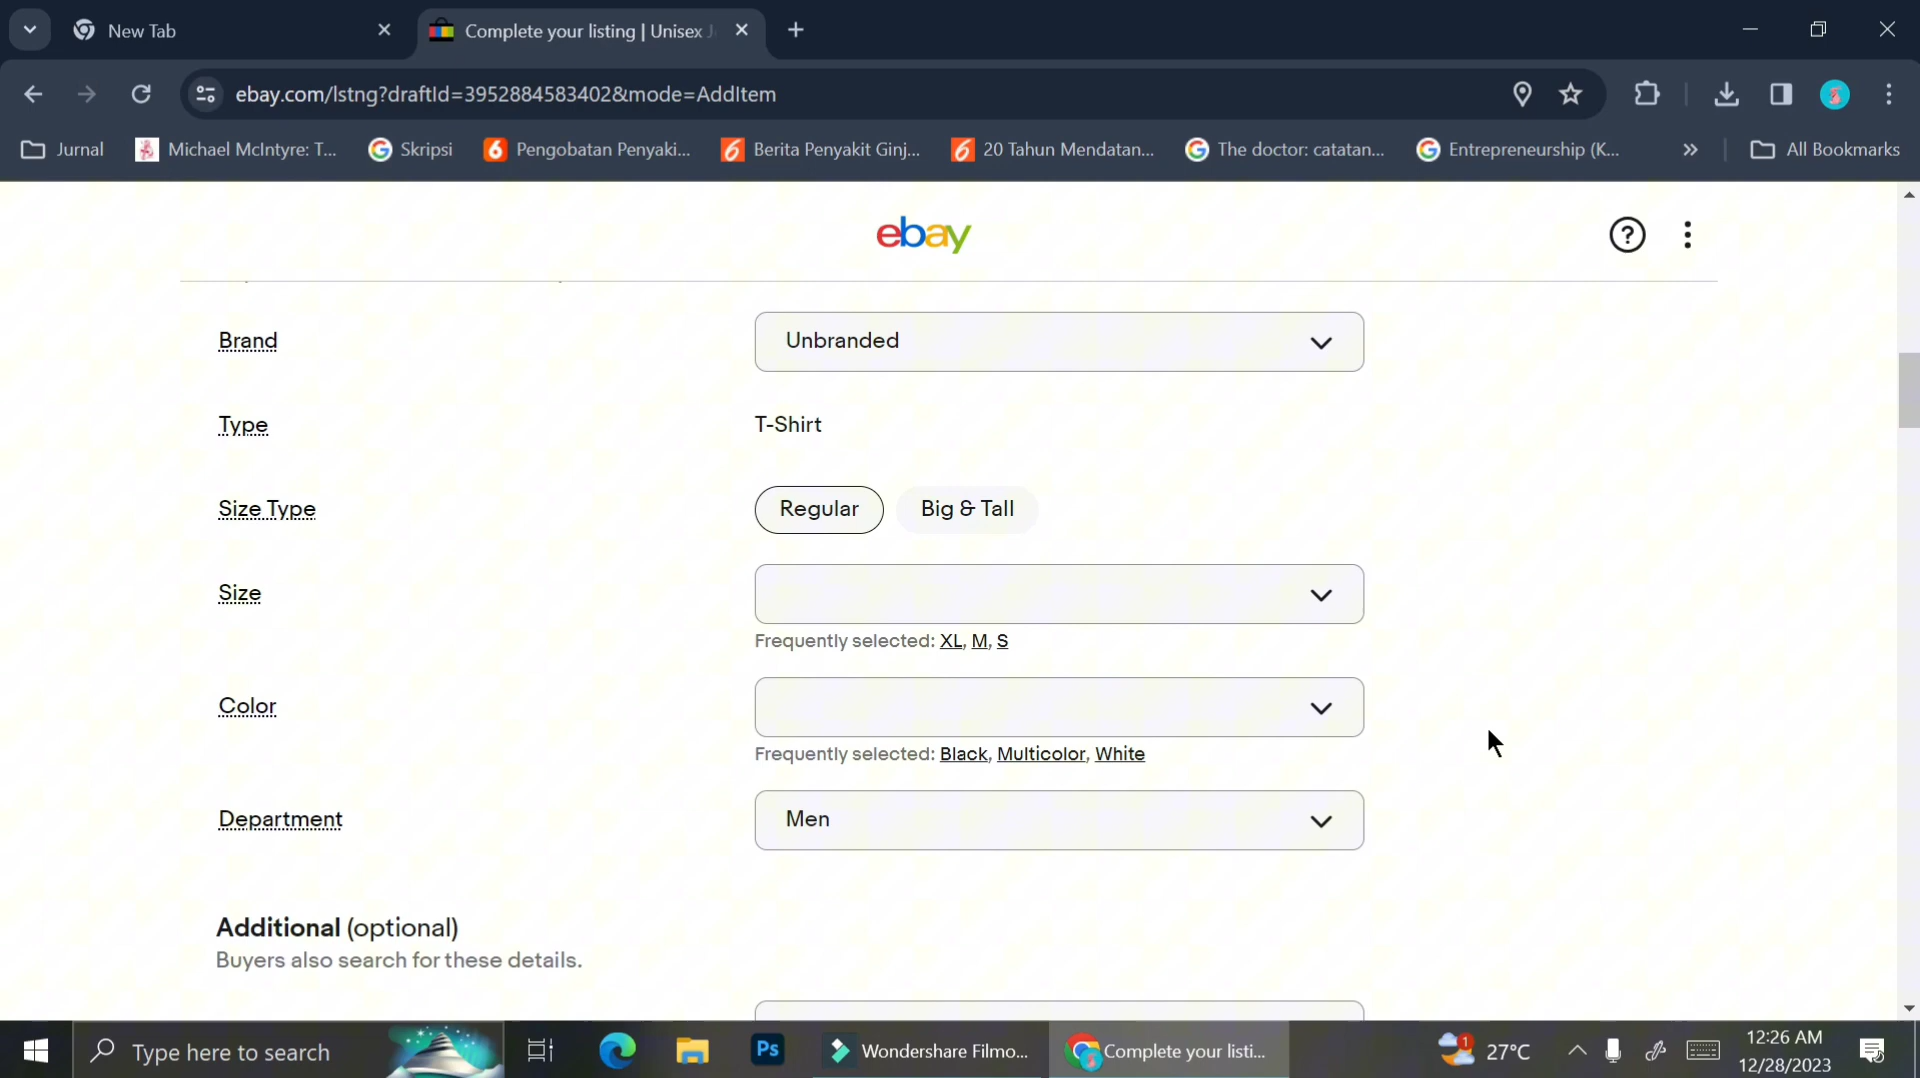 New Tab
Complete your listing | Unisex J
ebay.com/lstng?draftId=3952884583402&mode=AddItem
Jurnal
Michael McIntyre: T...
Skripsi
Pengobatan Penyaki...
Berita Penyakit Ginj...
20 Tahun Mendatan...
The doctor: catatan...
Entrepreneurship (K...
»
All Bookmarks
ebay
Brand
Unbranded
Type
T-Shirt
Size Type
Regular
Big & Tall
Size
Frequently selected: XL, M, S
Color
Frequently selected: Black, Multicolor, White
Department
Men
Additional (optional)
Buyers also search for these details.
Type here to search
Ps
Wondershare Filmo...
Complete your listi...
1
27°C
12:26 AM
12/28/2023